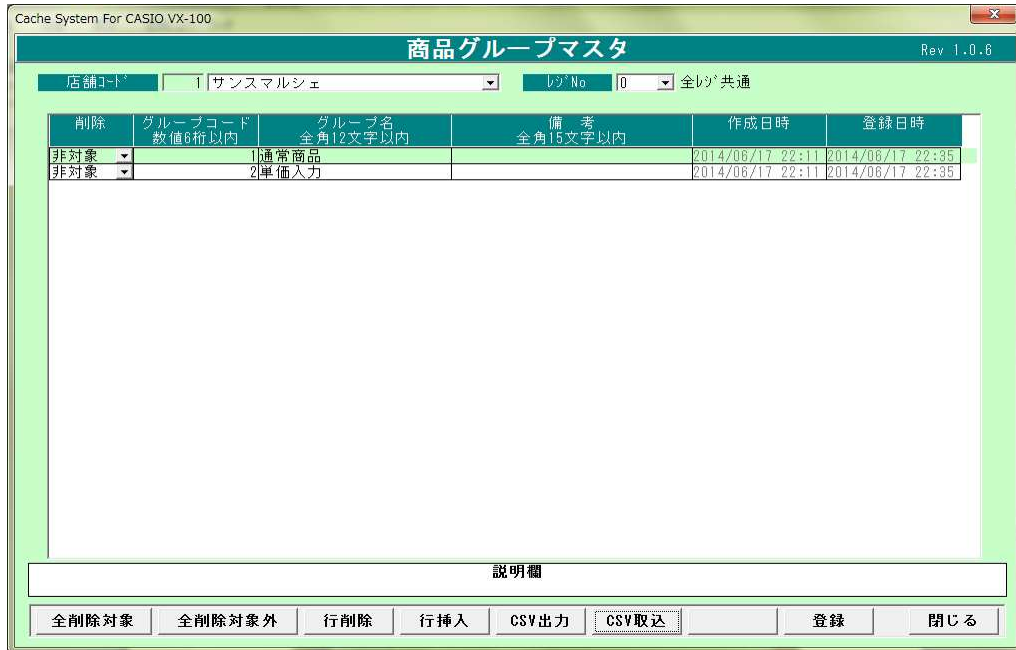 Cache System For CASIO VX-100
商品グループマスタ Rev 1.0.6
店舗ｺｰﾄﾞ 1 サンスマルシェ ﾚｼﾞNo 0 全ﾚｼﾞ共通
削除 グループコード グループ名 備 考 作成日時 登録日時
数値6桁以内 全角12文字以内 全角15文字以内
非対象 1 通常商品 2014/06/17 22:11 2014/06/17 22:35
非対象 2 単価入力 2014/06/17 22:11 2014/06/17 22:35
説明欄
全削除対象 全削除対象外 行削除 行挿入 CSV出力 CSV取込 登録 閉じる